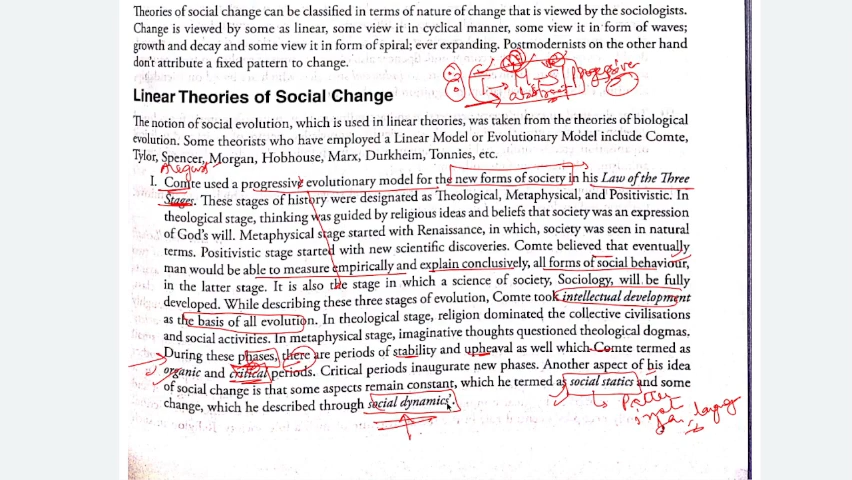 Theories of social change can be classified in terms of nature of change that is viewed by the sociologists.
Change is viewed by some as linear, some view it in cyclical manner, some view it in form of waves;
growth and decay and some view it in form of spiral; ever expanding. Postmodernists on the other hand
don't attribute a fixed pattern to change.
T → M - S progressive
abstract
Linear Theories of Social Change
The notion of social evolution, which is used in linear theories, was taken from the theories of biological
evolution. Some theorists who have employed a Linear Model or Evolutionary Model include Comte,
Tylor, Spencer, Morgan, Hobhouse, Marx, Durkheim, Tonnies, etc.
August
I. Comte used a progressive evolutionary model for the new forms of society in his Law of the Three
Stages. These stages of history were designated as Theological, Metaphysical, and Positivistic. In
theological stage, thinking was guided by religious ideas and beliefs that society was an expression
of God's will. Metaphysical stage started with Renaissance, in which, society was seen in natural
terms. Positivistic stage started with new scientific discoveries. Comte believed that eventually
man would be able to measure empirically and explain conclusively, all forms of social behaviour,
in the latter stage. It is also the stage in which a science of society, Sociology, will be fully
developed. While describing these three stages of evolution, Comte took intellectual development
as the basis of all evolution. In theological stage, religion dominated the collective civilisations
and social activities. In metaphysical stage, imaginative thoughts questioned theological dogmas.
During these phases, there are periods of stability and upheaval as well which Comte termed as
organic and critical periods. Critical periods inaugurate new phases. Another aspect of his idea
of social change is that some aspects remain constant, which he termed as social statics and some
change, which he described through social dynamics.